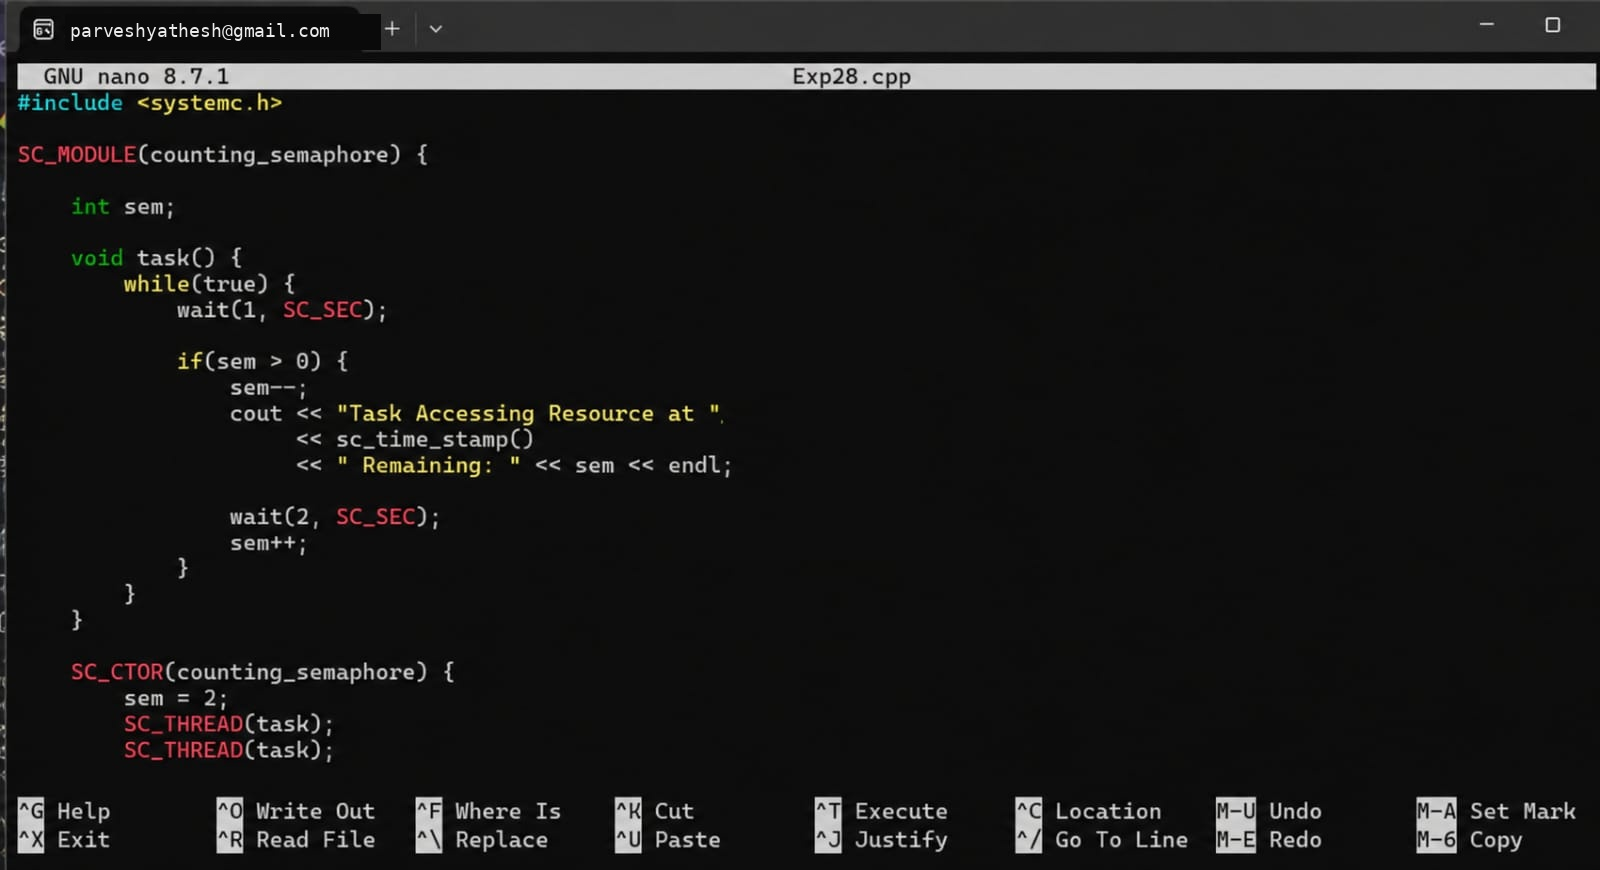 parveshyathesh@gmail.com
GNU nano 8.7.1 Exp28.cpp
#include <systemc.h>
SC_MODULE(counting_semaphore) {
    int sem;
    void task() {
        while(true) {
            wait(1, SC_SEC);
            if(sem > 0) {
                sem--;
                cout << "Task Accessing Resource at "
                     << sc_time_stamp()
                     << " Remaining: " << sem << endl;
                wait(2, SC_SEC);
                sem++;
            }
        }
    }
    SC_CTOR(counting_semaphore) {
        sem = 2;
        SC_THREAD(task);
        SC_THREAD(task);
^G Help ^O Write Out ^F Where Is ^K Cut ^T Execute ^C Location M-U Undo M-A Set Mark
^X Exit ^R Read File ^\ Replace ^U Paste ^J Justify ^/ Go To Line M-E Redo M-6 Copy